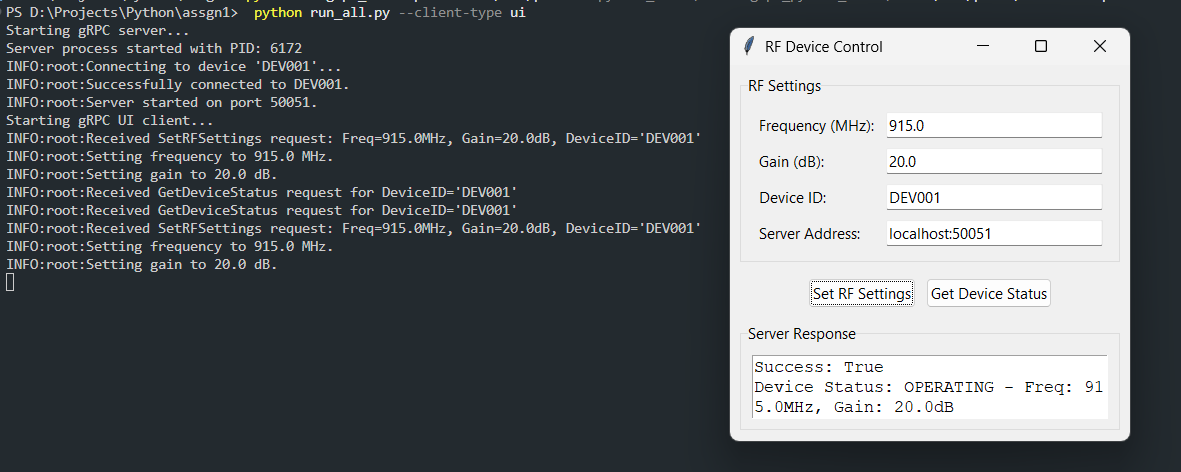 PS D:\Projects\Python\assgn1>  python run_all.py --client-type ui
Starting gRPC server...
Server process started with PID: 6172
INFO:root:Connecting to device 'DEV001'...
INFO:root:Successfully connected to DEV001.
INFO:root:Server started on port 50051.
Starting gRPC UI client...
INFO:root:Received SetRFSettings request: Freq=915.0MHz, Gain=20.0dB, DeviceID='DEV001'
INFO:root:Setting frequency to 915.0 MHz.
INFO:root:Setting gain to 20.0 dB.
INFO:root:Received GetDeviceStatus request for DeviceID='DEV001'
INFO:root:Received GetDeviceStatus request for DeviceID='DEV001'
INFO:root:Received SetRFSettings request: Freq=915.0MHz, Gain=20.0dB, DeviceID='DEV001'
INFO:root:Setting frequency to 915.0 MHz.
INFO:root:Setting gain to 20.0 dB.
RF Device Control
RF Settings
Frequency (MHz): 915.0
Gain (dB): 20.0
Device ID: DEV001
Server Address: localhost:50051
Set RF Settings Get Device Status
Server Response
Success: True
Device Status: OPERATING - Freq: 91
5.0MHz, Gain: 20.0dB